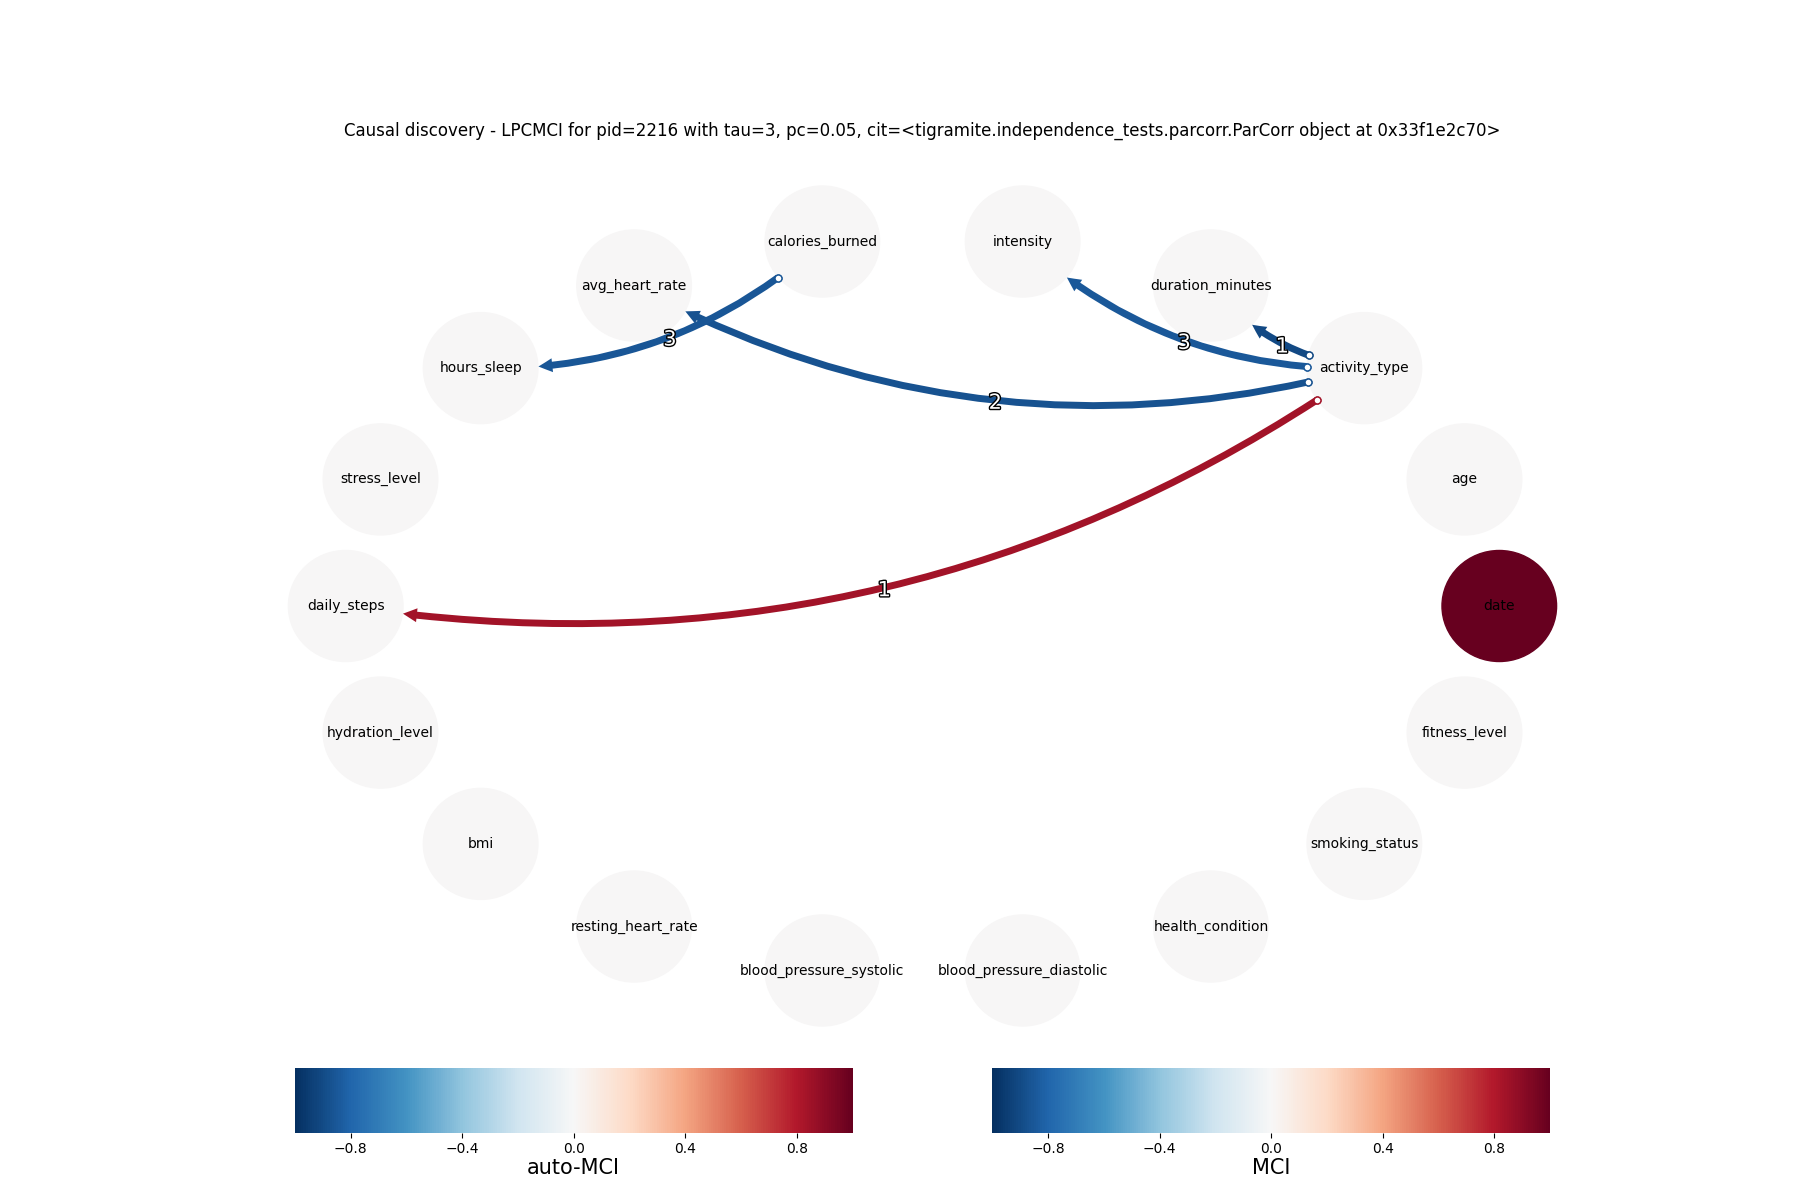 Causal discovery - LPCMCI for pid=2216 with tau=3, pc=0.05, cit=<tigramite.independence_tests.parcorr.ParCorr object at 0x33f1e2c70>
calories_burned
intensity
avg_heart_rate
duration_minutes
3
3
1
hours_sleep
activity_type
2
stress_level
age
1
daily_steps
date
hydration_level
fitness_level
bmi
smoking_status
resting_heart_rate
health_condition
blood_pressure_systolic
blood_pressure_diastolic
−0.8 −0.4 0.0 0.4 0.8
auto-MCI
−0.8 −0.4 0.0 0.4 0.8
MCI